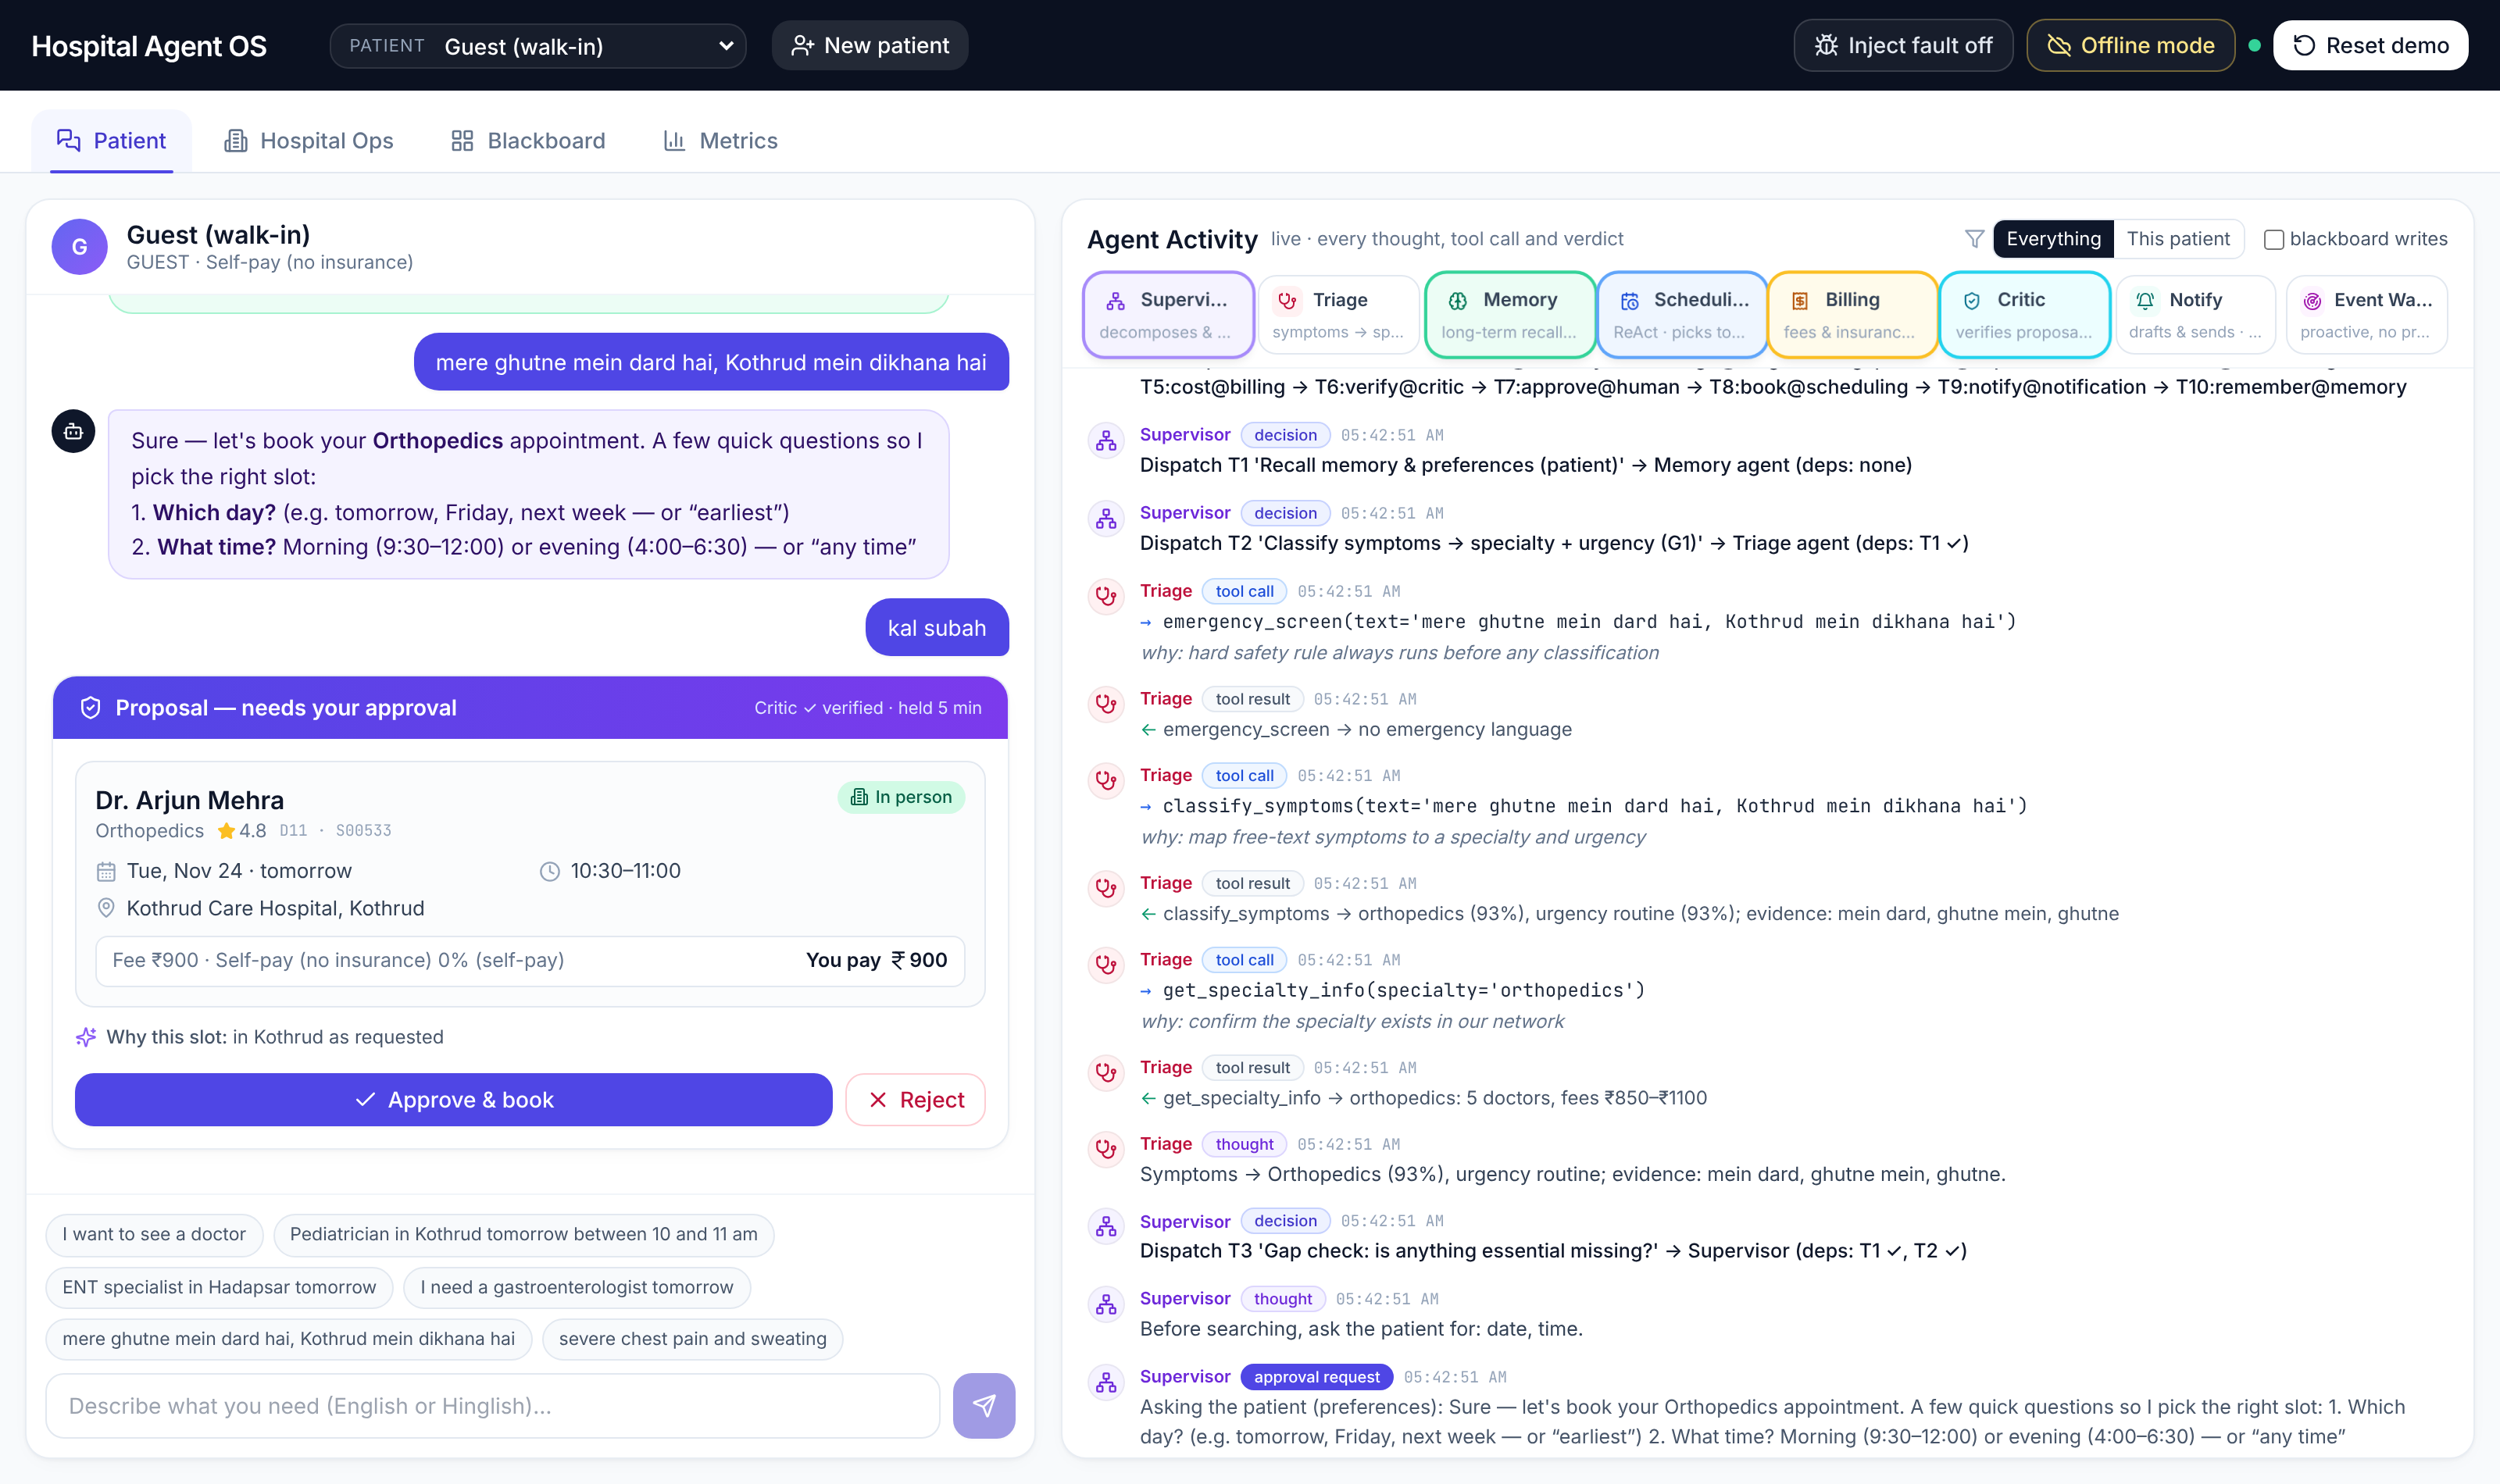 Hospital Agent OS
PATIENT Guest (walk-in)
New patient
Inject fault off
Offline mode
Reset demo
Patient
Hospital Ops
Blackboard
Metrics
G
Guest (walk-in)
GUEST · Self-pay (no insurance)
mere ghutne mein dard hai, Kothrud mein dikhana hai
Sure — let's book your Orthopedics appointment. A few quick questions so I
pick the right slot:
1. Which day? (e.g. tomorrow, Friday, next week — or “earliest”)
2. What time? Morning (9:30–12:00) or evening (4:00–6:30) — or “any time”
kal subah
Proposal — needs your approval
Critic ✓ verified · held 5 min
Dr. Arjun Mehra
In person
Orthopedics ⭐ 4.8 D11 · S00533
Tue, Nov 24 · tomorrow
10:30–11:00
Kothrud Care Hospital, Kothrud
Fee ₹900 · Self-pay (no insurance) 0% (self-pay)
You pay ₹ 900
Why this slot: in Kothrud as requested
Approve & book
Reject
I want to see a doctor
Pediatrician in Kothrud tomorrow between 10 and 11 am
ENT specialist in Hadapsar tomorrow
I need a gastroenterologist tomorrow
mere ghutne mein dard hai, Kothrud mein dikhana hai
severe chest pain and sweating
Describe what you need (English or Hinglish)...
Agent Activity live · every thought, tool call and verdict
Everything
This patient
blackboard writes
Supervi...
decomposes & ...
Triage
symptoms → sp...
Memory
long-term recall...
Scheduli...
ReAct · picks to...
Billing
fees & insuranc...
Critic
verifies proposa...
Notify
drafts & sends · ...
Event Wa...
proactive, no pr...
T5:cost@billing → T6:verify@critic → T7:approve@human → T8:book@scheduling → T9:notify@notification → T10:remember@memory
Supervisor decision 05:42:51 AM
Dispatch T1 'Recall memory & preferences (patient)' → Memory agent (deps: none)
Supervisor decision 05:42:51 AM
Dispatch T2 'Classify symptoms → specialty + urgency (G1)' → Triage agent (deps: T1 ✓)
Triage tool call 05:42:51 AM
→ emergency_screen(text='mere ghutne mein dard hai, Kothrud mein dikhana hai')
why: hard safety rule always runs before any classification
Triage tool result 05:42:51 AM
← emergency_screen → no emergency language
Triage tool call 05:42:51 AM
→ classify_symptoms(text='mere ghutne mein dard hai, Kothrud mein dikhana hai')
why: map free-text symptoms to a specialty and urgency
Triage tool result 05:42:51 AM
← classify_symptoms → orthopedics (93%), urgency routine (93%); evidence: mein dard, ghutne mein, ghutne
Triage tool call 05:42:51 AM
→ get_specialty_info(specialty='orthopedics')
why: confirm the specialty exists in our network
Triage tool result 05:42:51 AM
← get_specialty_info → orthopedics: 5 doctors, fees ₹850–₹1100
Triage thought 05:42:51 AM
Symptoms → Orthopedics (93%), urgency routine; evidence: mein dard, ghutne mein, ghutne.
Supervisor decision 05:42:51 AM
Dispatch T3 'Gap check: is anything essential missing?' → Supervisor (deps: T1 ✓, T2 ✓)
Supervisor thought 05:42:51 AM
Before searching, ask the patient for: date, time.
Supervisor approval request 05:42:51 AM
Asking the patient (preferences): Sure — let's book your Orthopedics appointment. A few quick questions so I pick the right slot: 1. Which
day? (e.g. tomorrow, Friday, next week — or “earliest”) 2. What time? Morning (9:30–12:00) or evening (4:00–6:30) — or “any time”